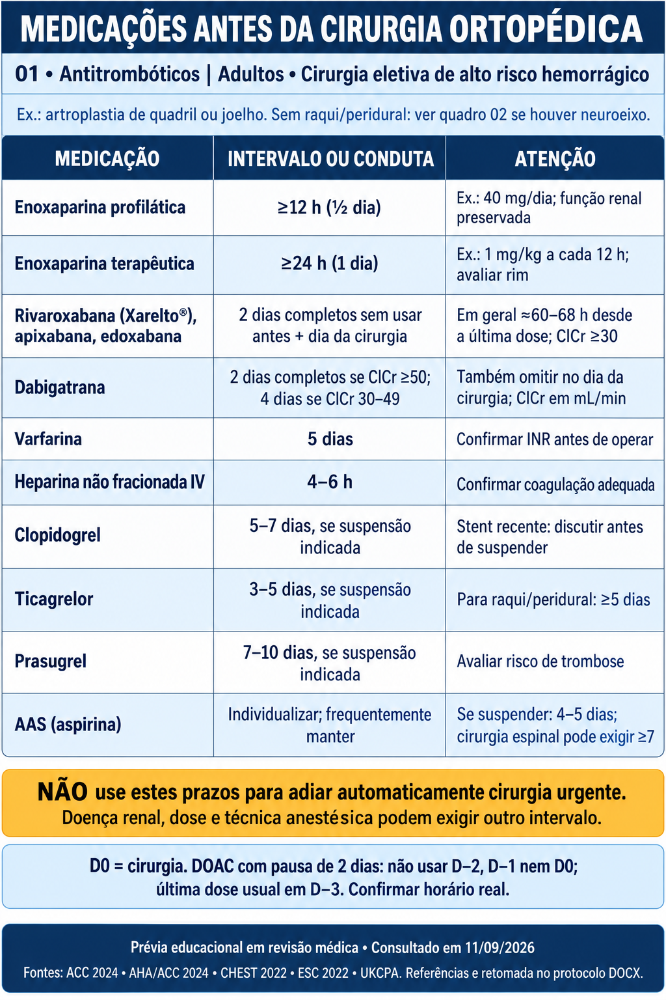 MEDICAÇÕES ANTES DA CIRURGIA ORTOPÉDICA
01 • Antitrombóticos | Adultos • Cirurgia eletiva de alto risco hemorrágico
Ex.: artroplastia de quadril ou joelho. Sem raqui/peridural: ver quadro 02 se houver neuroeixo.
MEDICAÇÃO
INTERVALO OU CONDUTA
ATENÇÃO
Enoxaparina profilática
≥12 h (½ dia)
Ex.: 40 mg/dia; função renal
preservada
Enoxaparina terapêutica
≥24 h (1 dia)
Ex.: 1 mg/kg a cada 12 h;
avaliar rim
Rivaroxabana (Xarelto®),
apixabana, edoxabana
2 dias completos sem usar
antes + dia da cirurgia
Em geral ≈60–68 h desde
a última dose; ClCr ≥30
Dabigatrana
2 dias completos se ClCr ≥50;
4 dias se ClCr 30–49
Também omitir no dia da
cirurgia; ClCr em mL/min
Varfarina
5 dias
Confirmar INR antes de operar
Heparina não fracionada IV
4–6 h
Confirmar coagulação adequada
Clopidogrel
5–7 dias, se suspensão
indicada
Stent recente: discutir antes
de suspender
Ticagrelor
3–5 dias, se suspensão
indicada
Para raqui/peridural: ≥5 dias
Prasugrel
7–10 dias, se suspensão
indicada
Avaliar risco de trombose
AAS (aspirina)
Individualizar; frequentemente
manter
Se suspender: 4–5 dias;
cirurgia espinal pode exigir ≥7
NÃO use estes prazos para adiar automaticamente cirurgia urgente.
Doença renal, dose e técnica anestésica podem exigir outro intervalo.
D0 = cirurgia. DOAC com pausa de 2 dias: não usar D–2, D–1 nem D0;
última dose usual em D–3. Confirmar horário real.
Prévia educacional em revisão médica • Consultado em 11/09/2026
Fontes: ACC 2024 • AHA/ACC 2024 • CHEST 2022 • ESC 2022 • UKCPA. Referências e retomada no protocolo DOCX.